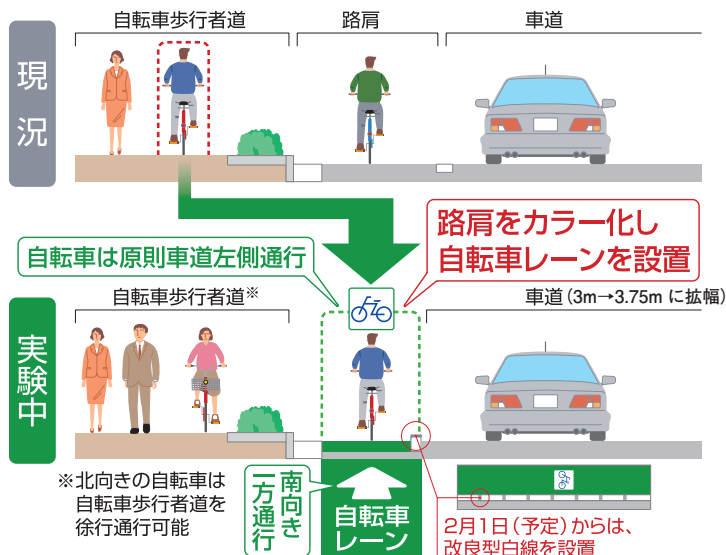 自転車歩行者道
路肩
車道
現況
自転車は原則車道左側通行
路肩をカラー化し
自転車レーンを設置
自転車歩行者道※
車道(3m→3.75mに拡幅)
実験中
※北向きの自転車は
自転車歩行者道を
徐行通行可能
南向き
一方通行
自転車
レーン
2月1日(予定)からは、
改良型白線を設置